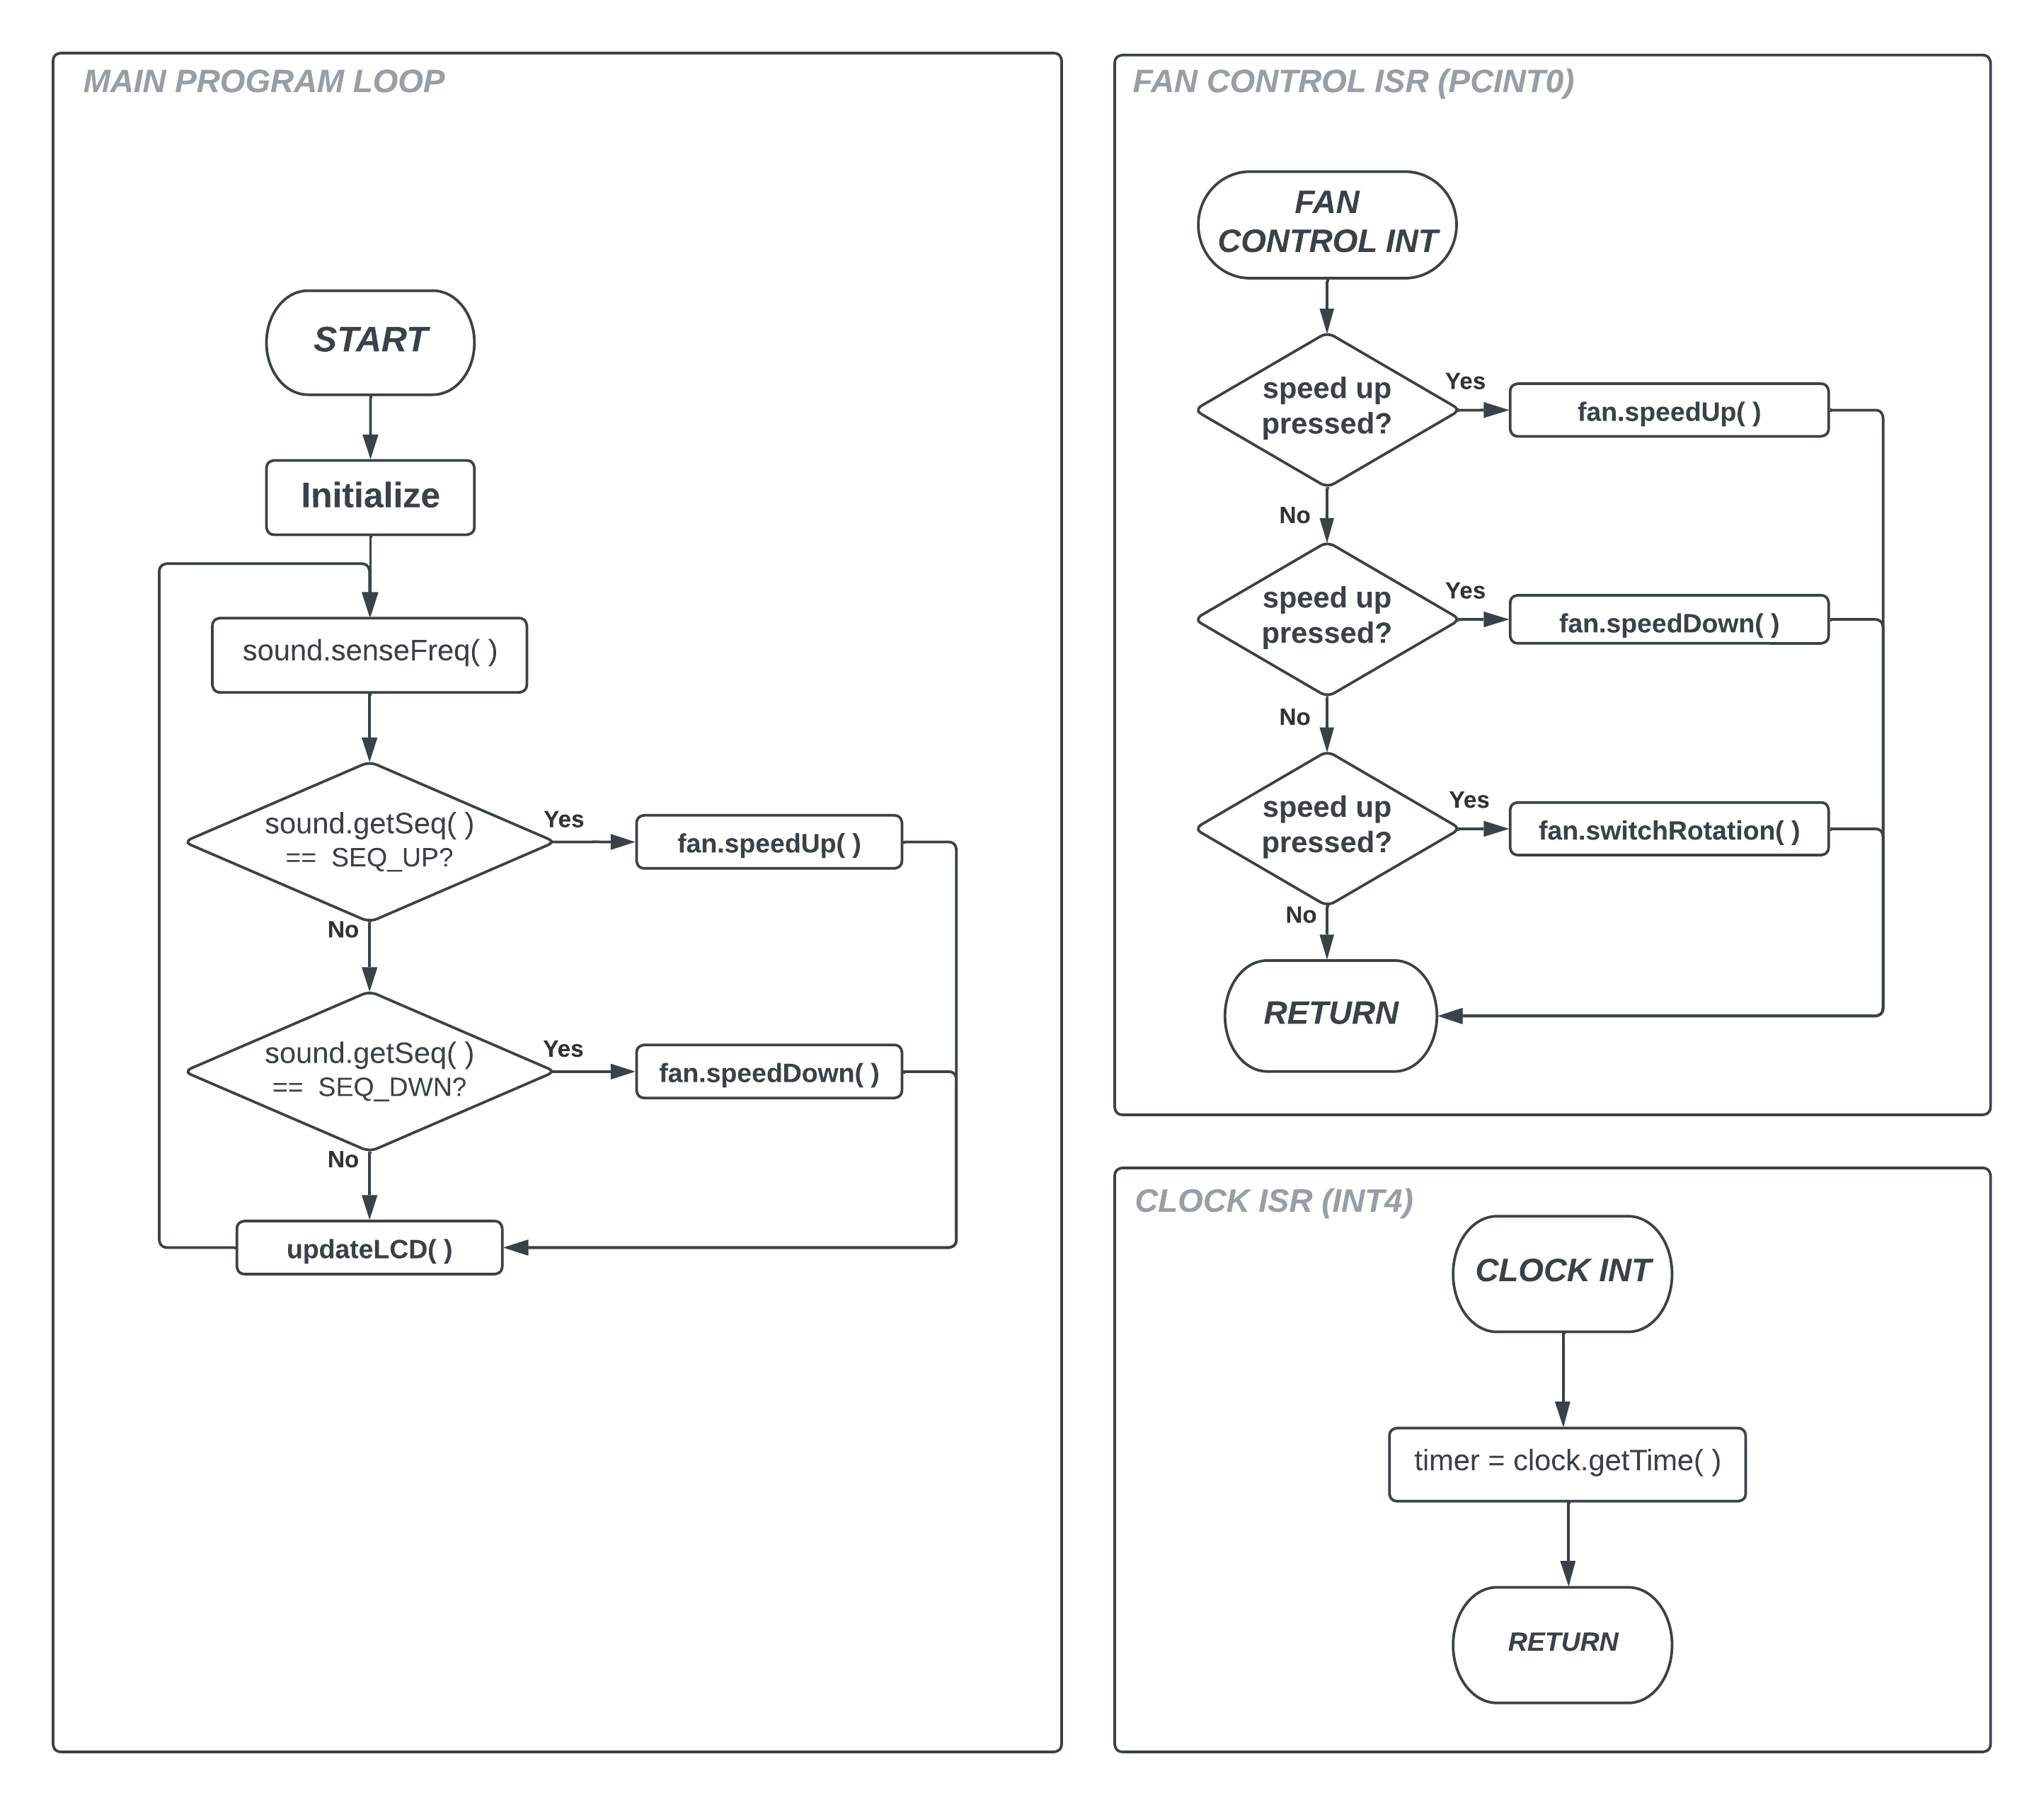 MAIN PROGRAM LOOP
START
Initialize
sound.senseFreq( )
sound.getSeq( )
==  SEQ_UP?
Yes
fan.speedUp( )
No
sound.getSeq( )
==  SEQ_DWN?
Yes
fan.speedDown( )
No
updateLCD( )
FAN CONTROL ISR (PCINT0)
FAN
CONTROL INT
speed up
pressed?
Yes
fan.speedUp( )
No
speed up
pressed?
Yes
fan.speedDown( )
No
speed up
pressed?
Yes
fan.switchRotation( )
No
RETURN
CLOCK ISR (INT4)
CLOCK INT
timer = clock.getTime( )
RETURN